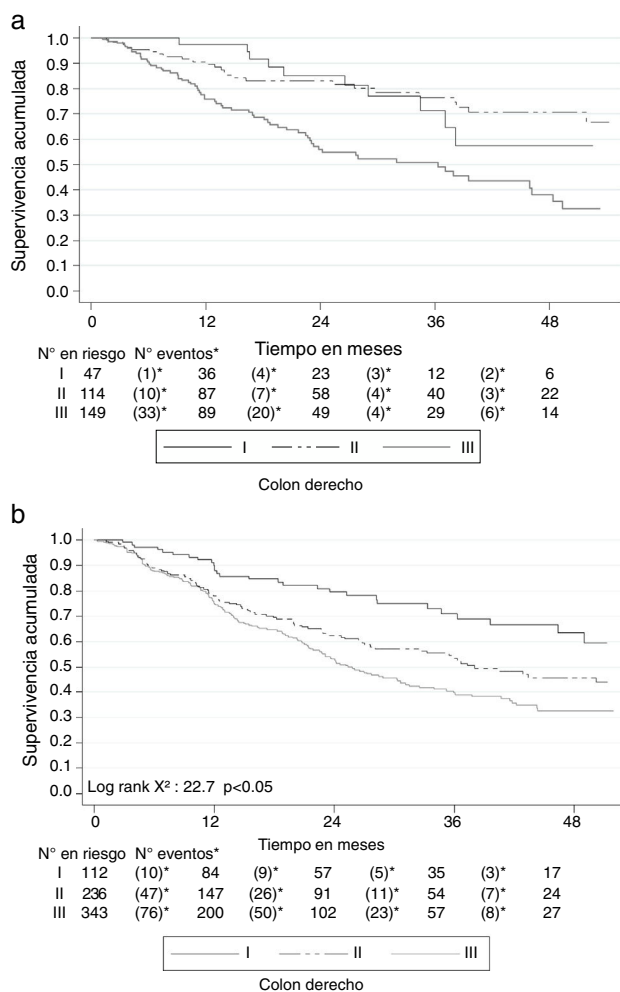 a
1.0
0.9
0.8
0.7
0.6
0.5
0.4
0.3
0.2
0.1
0.0
Supervivencia acumulada
0 12 24 36 48
Tiempo en meses
N° en riesgo N° eventos*
I 47 (1)* 36 (4)* 23 (3)* 12 (2)* 6
II 114 (10)* 87 (7)* 58 (4)* 40 (3)* 22
III 149 (33)* 89 (20)* 49 (4)* 29 (6)* 14
I II III
Colon derecho
b
1.0
0.9
0.8
0.7
0.6
0.5
0.4
0.3
0.2
0.1
0.0
Supervivencia acumulada
Log rank X² : 22.7 p<0.05
0 12 24 36 48
Tiempo en meses
N° en riesgo N° eventos*
I 112 (10)* 84 (9)* 57 (5)* 35 (3)* 17
II 236 (47)* 147 (26)* 91 (11)* 54 (7)* 24
III 343 (76)* 200 (50)* 102 (23)* 57 (8)* 27
I II III
Colon derecho